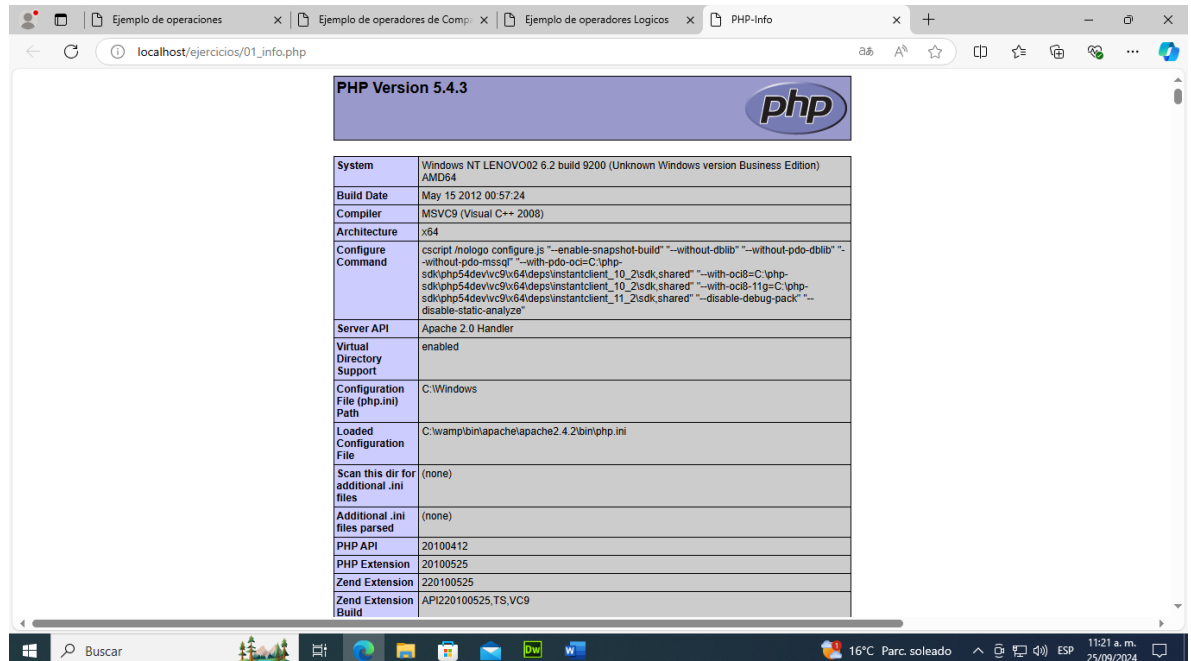 Ejemplo de operaciones
Ejemplo de operadores de Compa
Ejemplo de operadores Logicos
PHP-Info
localhost/ejercicios/01_info.php
PHP Version 5.4.3
php
System
Windows NT LENOVO02 6.2 build 9200 (Unknown Windows version Business Edition)
AMD64
Build Date
May 15 2012 00:57:24
Compiler
MSVC9 (Visual C++ 2008)
Architecture
x64
Configure
Command
cscript /nologo configure.js "--enable-snapshot-build" "--without-dblib" "--without-pdo-dblib" "-
-without-pdo-mssql" "--with-pdo-oci=C:\php-
sdk\php54dev\vc9\x64\deps\instantclient_10_2\sdk,shared" "--with-oci8=C:\php-
sdk\php54dev\vc9\x64\deps\instantclient_10_2\sdk,shared" "--with-oci8-11g=C:\php-
sdk\php54dev\vc9\x64\deps\instantclient_11_2\sdk,shared" "--disable-debug-pack" "--
disable-static-analyze"
Server API
Apache 2.0 Handler
Virtual
Directory
Support
enabled
Configuration
File (php.ini)
Path
C:\Windows
Loaded
Configuration
File
C:\wamp\bin\apache\apache2.4.2\bin\php.ini
Scan this dir for
additional .ini
files
(none)
Additional .ini
files parsed
(none)
PHP API
20100412
PHP Extension
20100525
Zend Extension
220100525
Zend Extension
Build
API220100525,TS,VC9
Buscar
Dw
W
16°C Parc. soleado
ESP
11:21 a. m.
25/09/2024